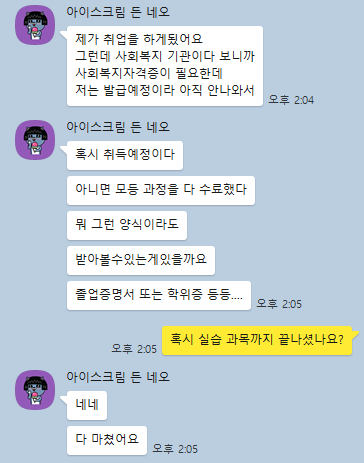 아이스크림 든 네오
제가 취업을 하게됬어요
그런데 사회복지 기관이다 보니까
사회복지자격증이 필요한데
저는 발급예정이라 아직 안나와서
오후 2:04
아이스크림 든 네오
혹시 취득예정이다
아니면 모등 과정을 다 수료했다
뭐 그런 양식이라도
받아볼수있는게있을까요
졸업증명서 또는 학위증 등등....
오후 2:05
오후 2:05
혹시 실습 과목까지 끝나셨나요?
아이스크림 든 네오
네네
다 마쳤어요
오후 2:05